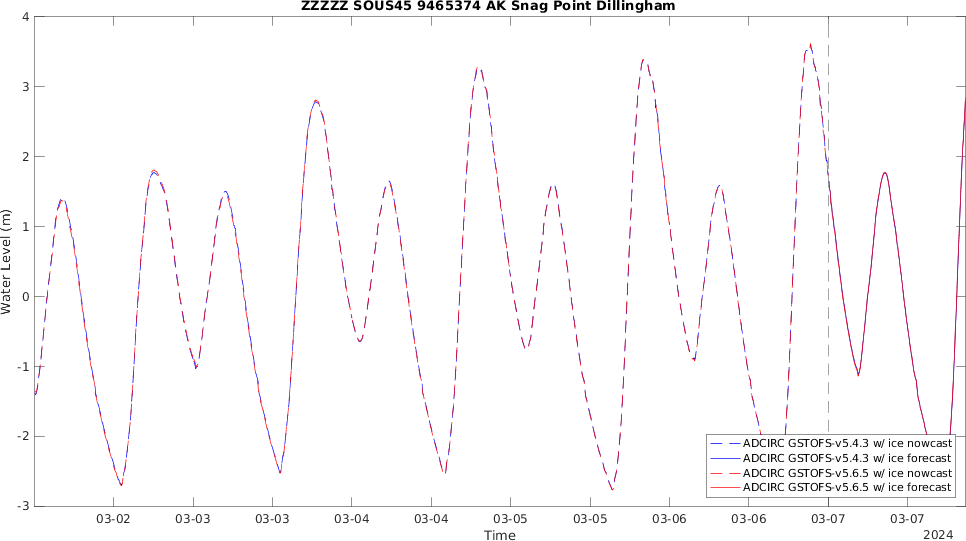 ZZZZZ SOUS45 9465374 AK Snag Point Dillingham
4
3
2
1
0
-1
-2
-3
Water Level (m)
03-02
03-03
03-03
03-04
03-04
03-05
03-05
03-06
03-06
03-07
03-07
Time
2024
ADCIRC GSTOFS-v5.4.3 w/ ice nowcast
ADCIRC GSTOFS-v5.4.3 w/ ice forecast
ADCIRC GSTOFS-v5.6.5 w/ ice nowcast
ADCIRC GSTOFS-v5.6.5 w/ ice forecast